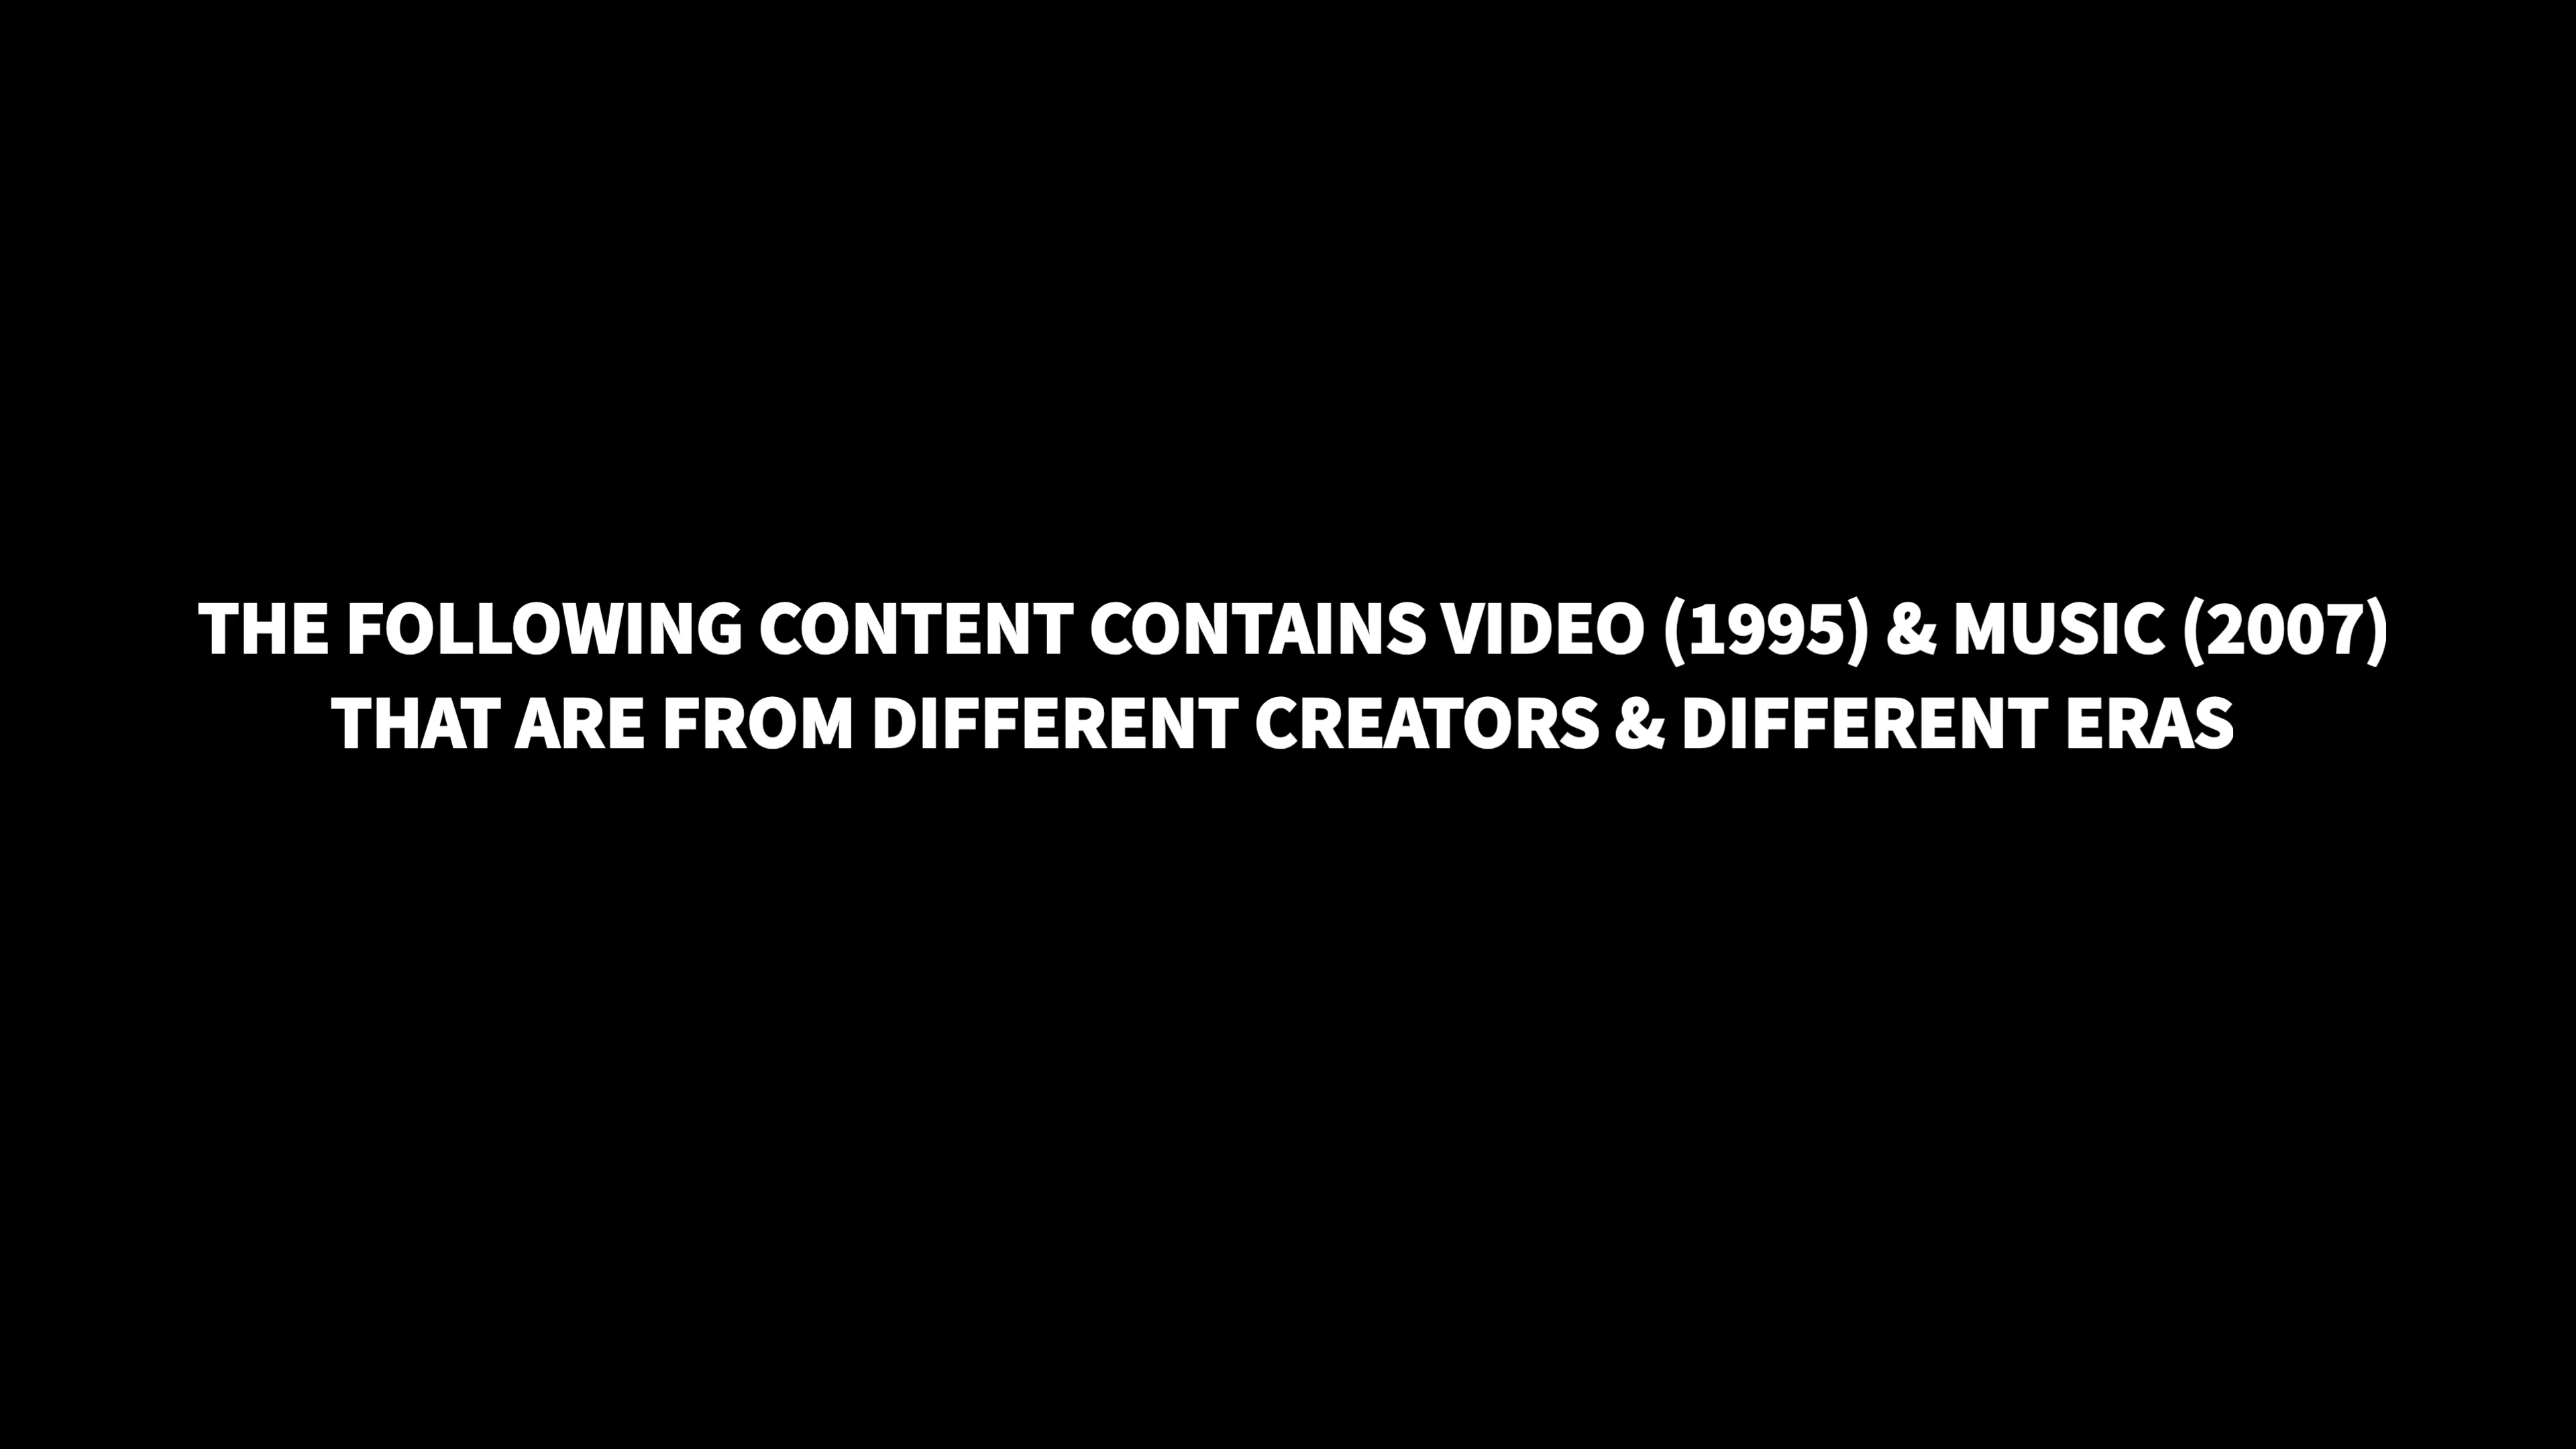 THE FOLLOWING CONTENT CONTAINS VIDEO (1995) & MUSIC (2007)
THAT ARE FROM DIFFERENT CREATORS & DIFFERENT ERAS